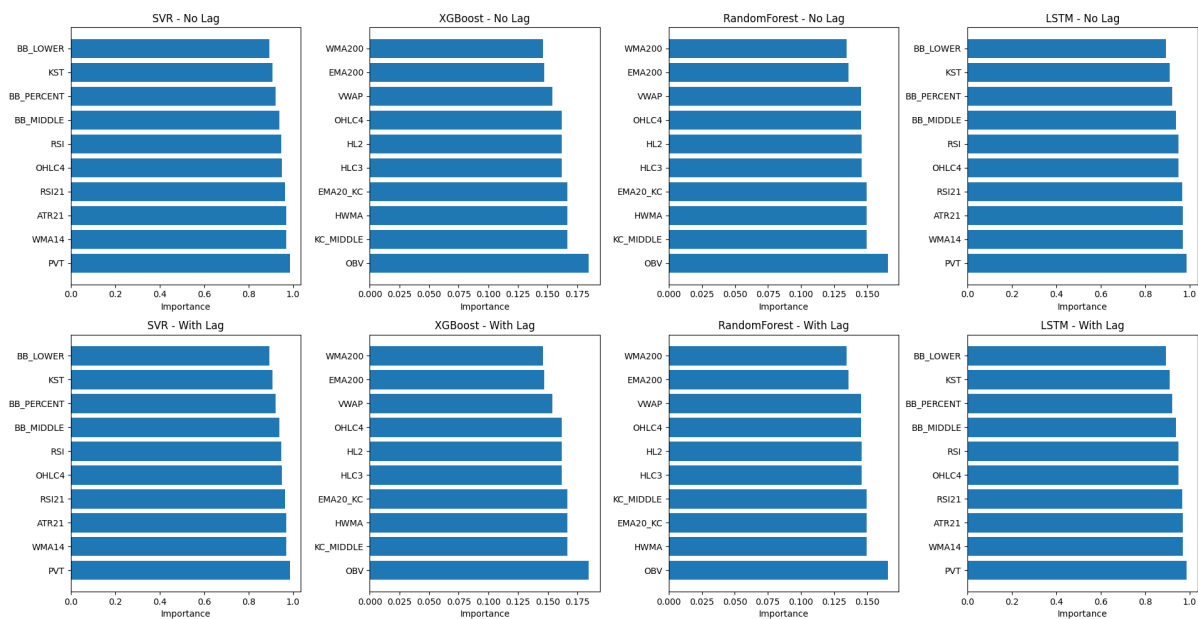 SVR - No Lag
BB_LOWER
KST
BB_PERCENT
BB_MIDDLE
RSI
OHLC4
RSI21
ATR21
WMA14
PVT
0.0 0.2 0.4 0.6 0.8 1.0
Importance
XGBoost - No Lag
WMA200
EMA200
VWAP
OHLC4
HL2
HLC3
EMA20_KC
HWMA
KC_MIDDLE
OBV
0.000 0.025 0.050 0.075 0.100 0.125 0.150 0.175
Importance
RandomForest - No Lag
WMA200
EMA200
VWAP
OHLC4
HL2
HLC3
EMA20_KC
HWMA
KC_MIDDLE
OBV
0.000 0.025 0.050 0.075 0.100 0.125 0.150
Importance
LSTM - No Lag
BB_LOWER
KST
BB_PERCENT
BB_MIDDLE
RSI
OHLC4
RSI21
ATR21
WMA14
PVT
0.0 0.2 0.4 0.6 0.8 1.0
Importance
SVR - With Lag
BB_LOWER
KST
BB_PERCENT
BB_MIDDLE
RSI
OHLC4
RSI21
ATR21
WMA14
PVT
0.0 0.2 0.4 0.6 0.8 1.0
Importance
XGBoost - With Lag
WMA200
EMA200
VWAP
OHLC4
HL2
HLC3
EMA20_KC
HWMA
KC_MIDDLE
OBV
0.000 0.025 0.050 0.075 0.100 0.125 0.150 0.175
Importance
RandomForest - With Lag
WMA200
EMA200
VWAP
OHLC4
HL2
HLC3
KC_MIDDLE
EMA20_KC
HWMA
OBV
0.000 0.025 0.050 0.075 0.100 0.125 0.150
Importance
LSTM - With Lag
BB_LOWER
KST
BB_PERCENT
BB_MIDDLE
RSI
OHLC4
RSI21
ATR21
WMA14
PVT
0.0 0.2 0.4 0.6 0.8 1.0
Importance